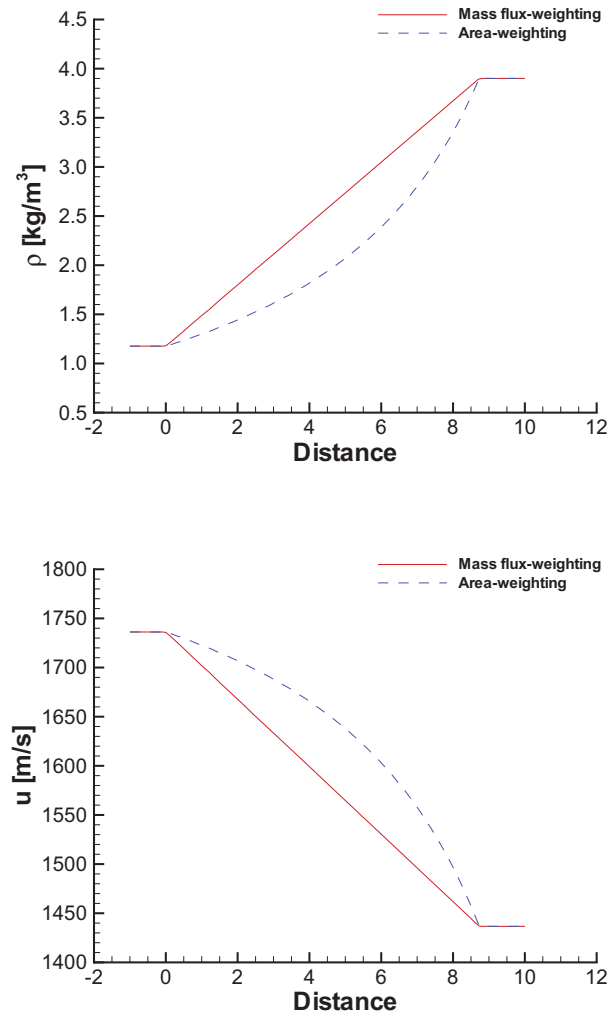 Mass flux-weighting
Area-weighting
4.5
4.0
3.5
3.0
2.5
2.0
1.5
1.0
0.5
ρ [kg/m³]
-2 0 2 4 6 8 10 12
Distance
Mass flux-weighting
Area-weighting
1800
1750
1700
1650
1600
1550
1500
1450
1400
u [m/s]
-2 0 2 4 6 8 10 12
Distance